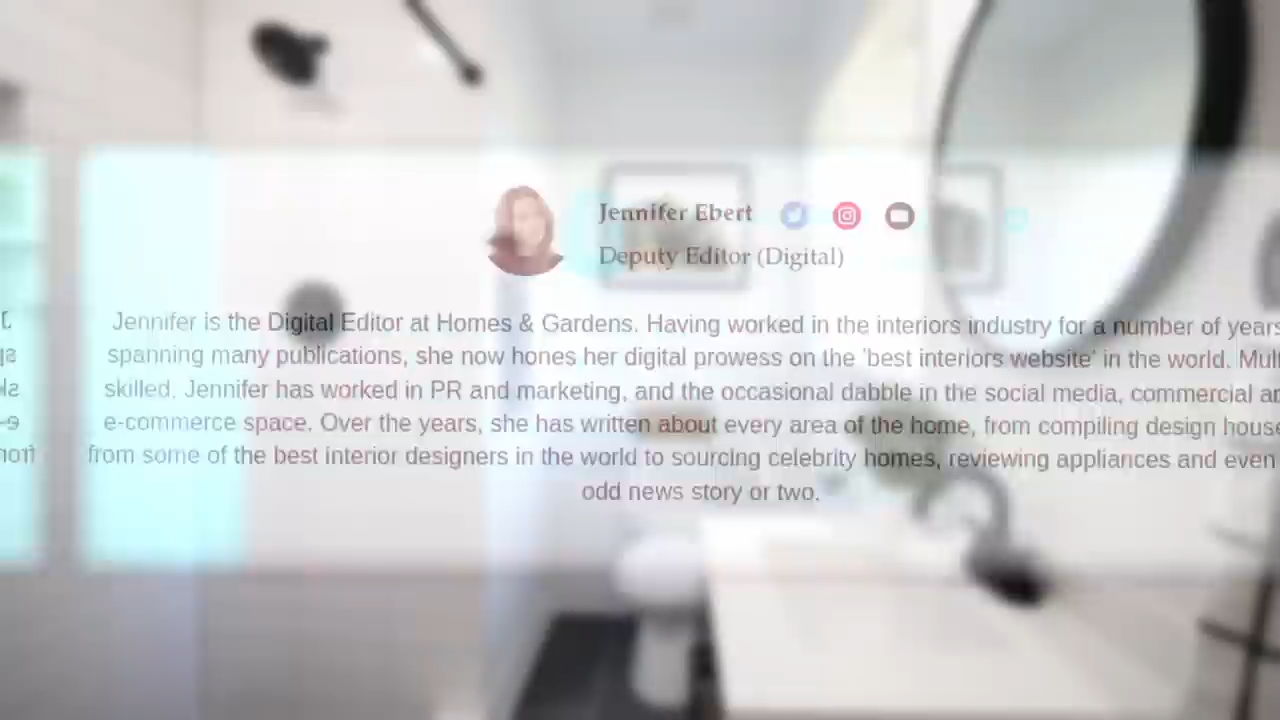 Jennifer Ebert
Deputy Editor (Digital)
Jennifer is the Digital Editor at Homes & Gardens. Having worked in the interiors industry for a number of years
spanning many publications, she now hones her digital prowess on the 'best interiors website' in the world.
skilled, Jennifer has worked in PR and marketing, and the occasional dabble in the social media, commercial
e-commerce space. Over the years, she has written about every area of the home, from compiling design
from some of the best interior designers in the world to sourcing celebrity homes, reviewing appliances and even
odd news story or two.